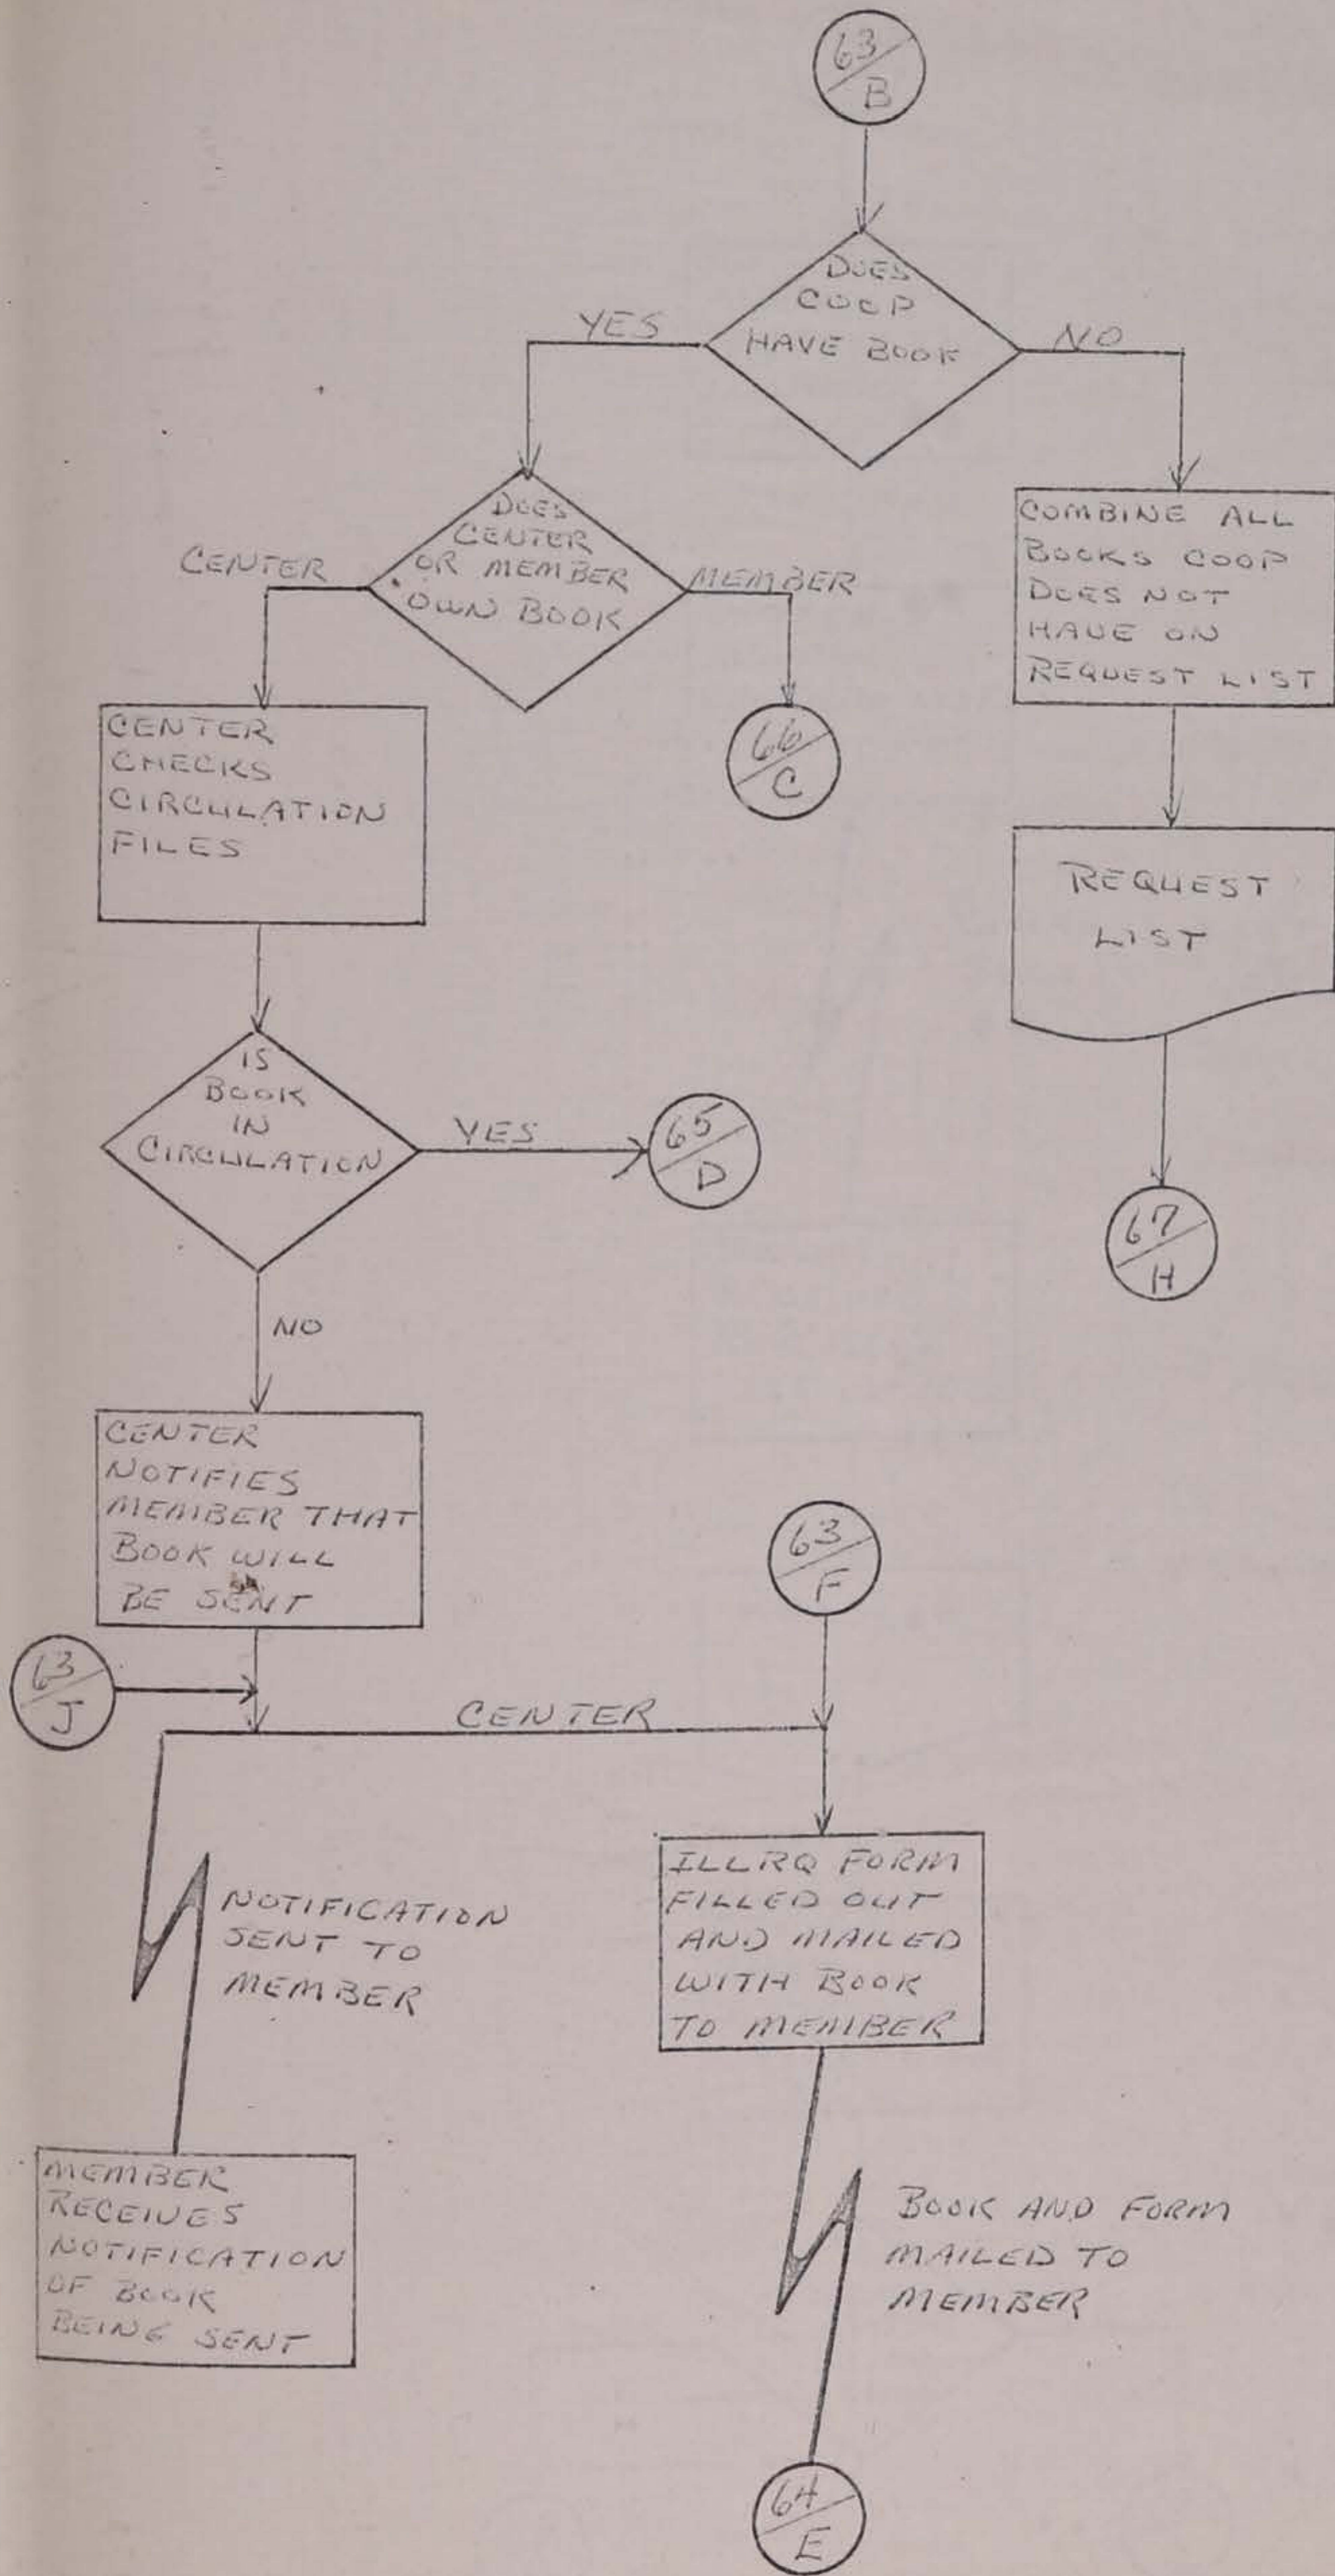 63
B
DOES
COOP
HAVE BOOK
YES
NO
DOES
CENTER
OR MEMBER
OWN BOOK
CENTER
MEMBER
COMBINE ALL
BOOKS COOP
DOES NOT
HAVE ON
REQUEST LIST
CENTER
CHECKS
CIRCULATION
FILES
66
C
REQUEST
LIST
IS
BOOK
IN
CIRCULATION
YES
65
D
67
H
NO
CENTER
NOTIFIES
MEMBER THAT
BOOK WILL
BE SENT
63
F
63
J
CENTER
NOTIFICATION
SENT TO
MEMBER
ILLRQ FORM
FILLED OUT
AND MAILED
WITH BOOK
TO MEMBER
MEMBER
RECEIVES
NOTIFICATION
OF BOOK
BEING SENT
BOOK AND FORM
MAILED TO
MEMBER
64
E